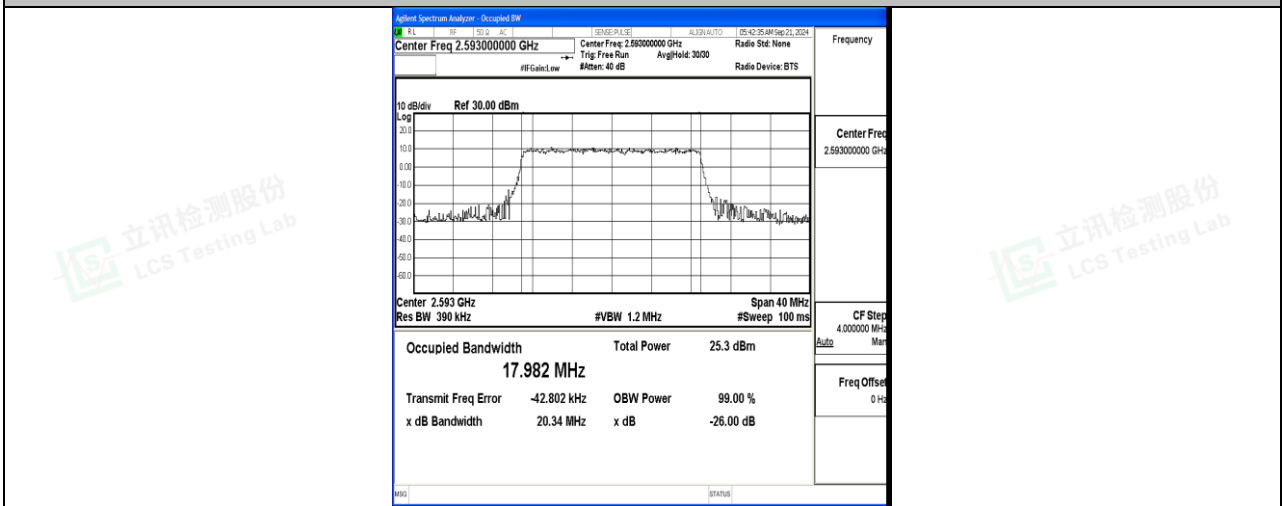 Agilent Spectrum Analyzer - Occupied BW
RL RF 50 Ω AC SENSE:PULSE ALIGN AUTO 05:42:35 AM Sep 21, 2024
Center Freq 2.593000000 GHz
Center Freq: 2.593000000 GHz
Radio Std: None
Trig: Free Run Avg|Hold: 30/30
#IFGain:Low
#Atten: 40 dB
Radio Device: BTS
Frequency
10 dB/div Ref 30.00 dBm
Log
20.0
10.0
0.00
-10.0
-20.0
-30.0
-40.0
-50.0
-60.0
Center Freq
2.593000000 GHz
Center 2.593 GHz
Span 40 MHz
Res BW 390 kHz
#VBW 1.2 MHz
#Sweep 100 ms
CF Step
4.000000 MHz
Auto Man
Occupied Bandwidth
17.982 MHz
Total Power 25.3 dBm
Transmit Freq Error -42.802 kHz
OBW Power 99.00 %
x dB Bandwidth 20.34 MHz
x dB -26.00 dB
Freq Offset
0 Hz
MSG
STATUS
立讯检测股份
LCS Testing Lab
立讯检测股份
LCS Testing Lab